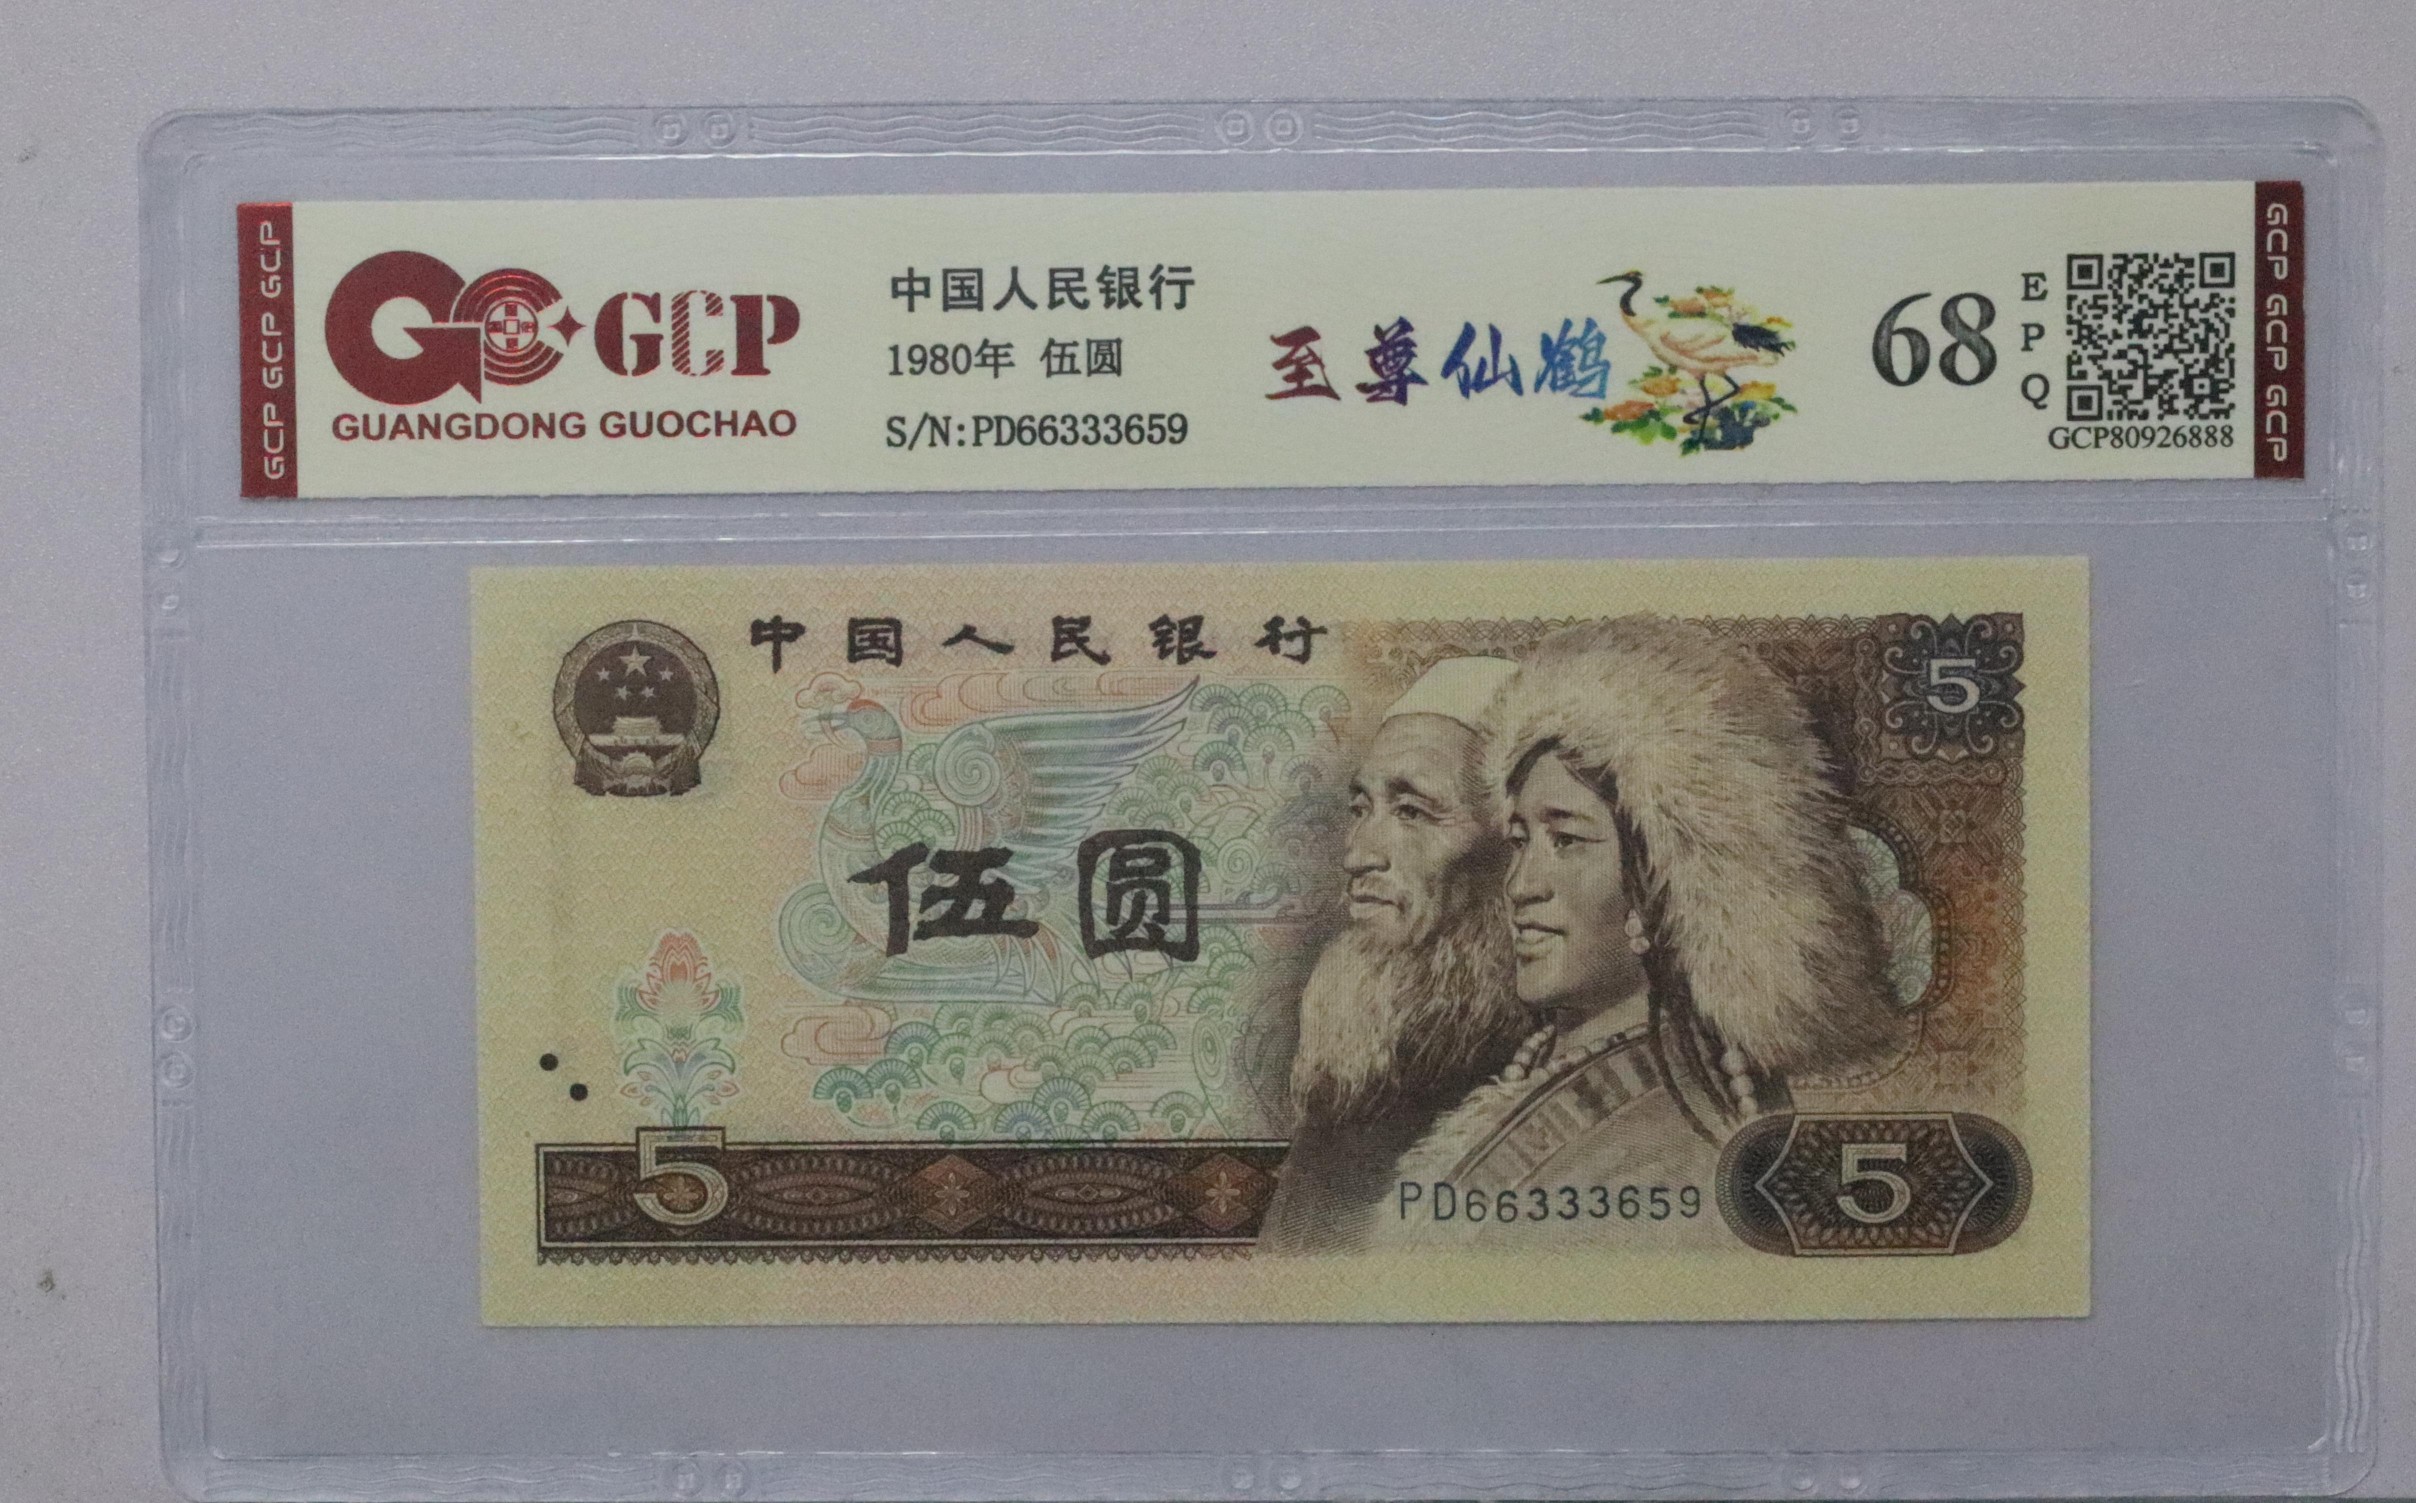 GCP GCP GCP
GCP
GUANGDONG GUOCHAO
中国人民银行
1980年 伍圆
S/N:PD66333659
至尊仙鹤
68
EPQ
GCP80926888
GCP GCP GCP
中国人民银行
5
伍圆
5
PD66333659
5